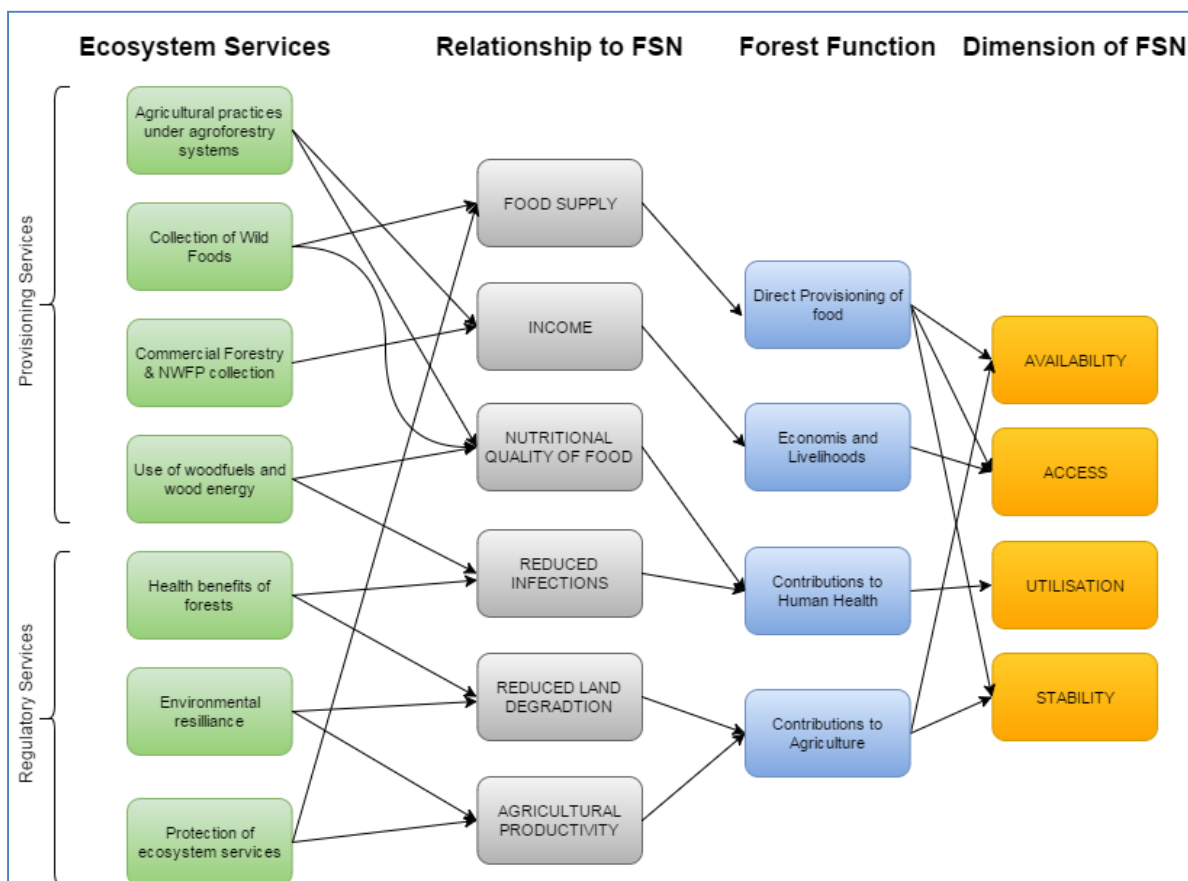 Ecosystem Services
Relationship to FSN
Forest Function
Dimension of FSN
Provisioning Services
Regulatory Services
Agricultural practices
under agroforestry
systems
Collection of Wild
Foods
Commercial Forestry
& NWFP collection
Use of woodfuels and
wood energy
Health benefits of
forests
Environmental
resilliance
Protection of
ecosystem services
FOOD SUPPLY
INCOME
NUTRITIONAL
QUALITY OF FOOD
REDUCED
INFECTIONS
REDUCED LAND
DEGRADTION
AGRICULTURAL
PRODUCTIVITY
Direct Provisioning of
food
Economis and
Livelihoods
Contributions to
Human Health
Contributions to
Agriculture
AVAILABILITY
ACCESS
UTILISATION
STABILITY